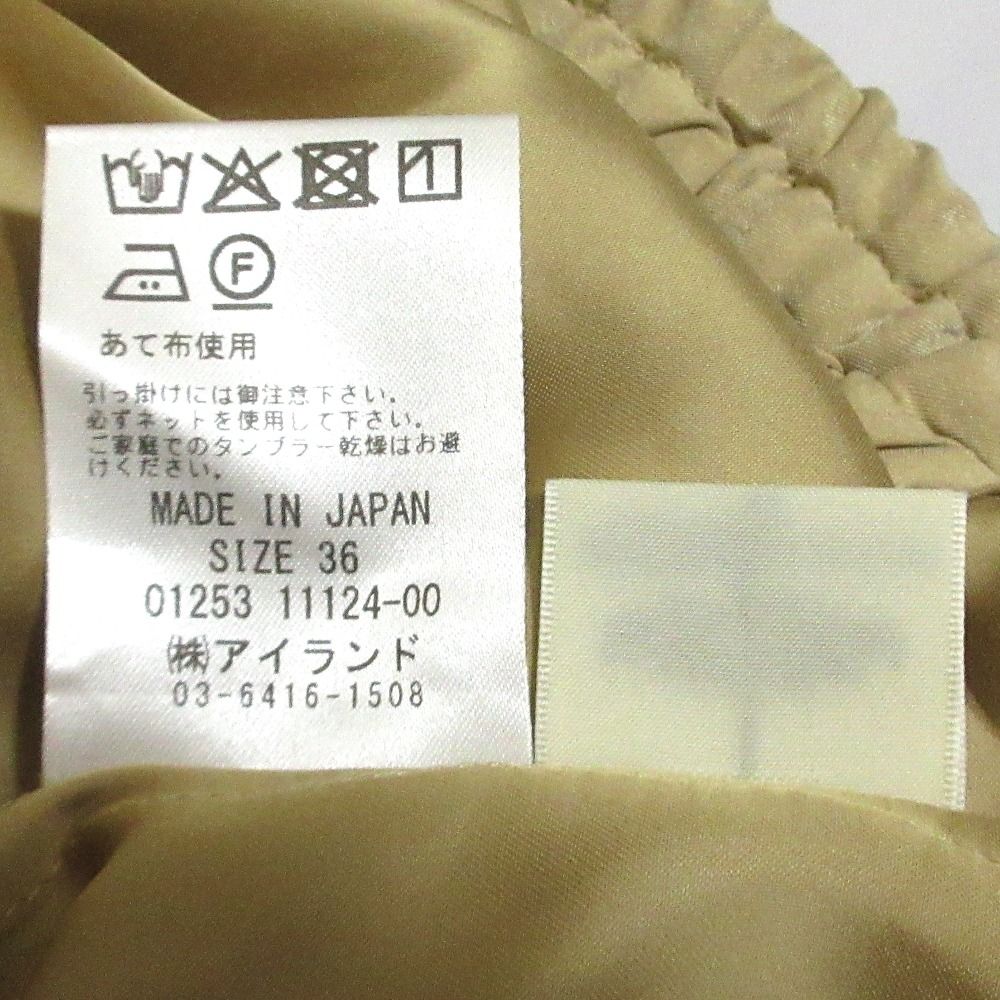 F
あて布使用
引っ掛けには御注意下さい。
必ずネットを使用して下さい。
ご家庭でのタンブラー乾燥はお避
けください。
MADE IN JAPAN
SIZE 36
01253 11124-00
㈱アイランド
03-6416-1508